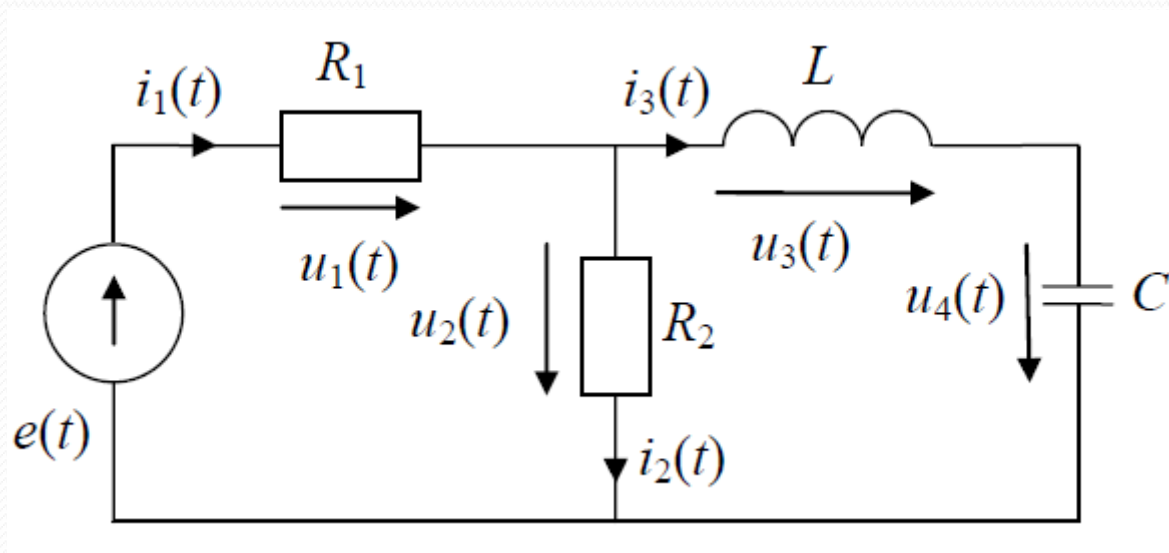 i₁(t)
R₁
i₃(t)
L
u₁(t)
u₃(t)
u₂(t)
R₂
u₄(t)
C
e(t)
i₂(t)